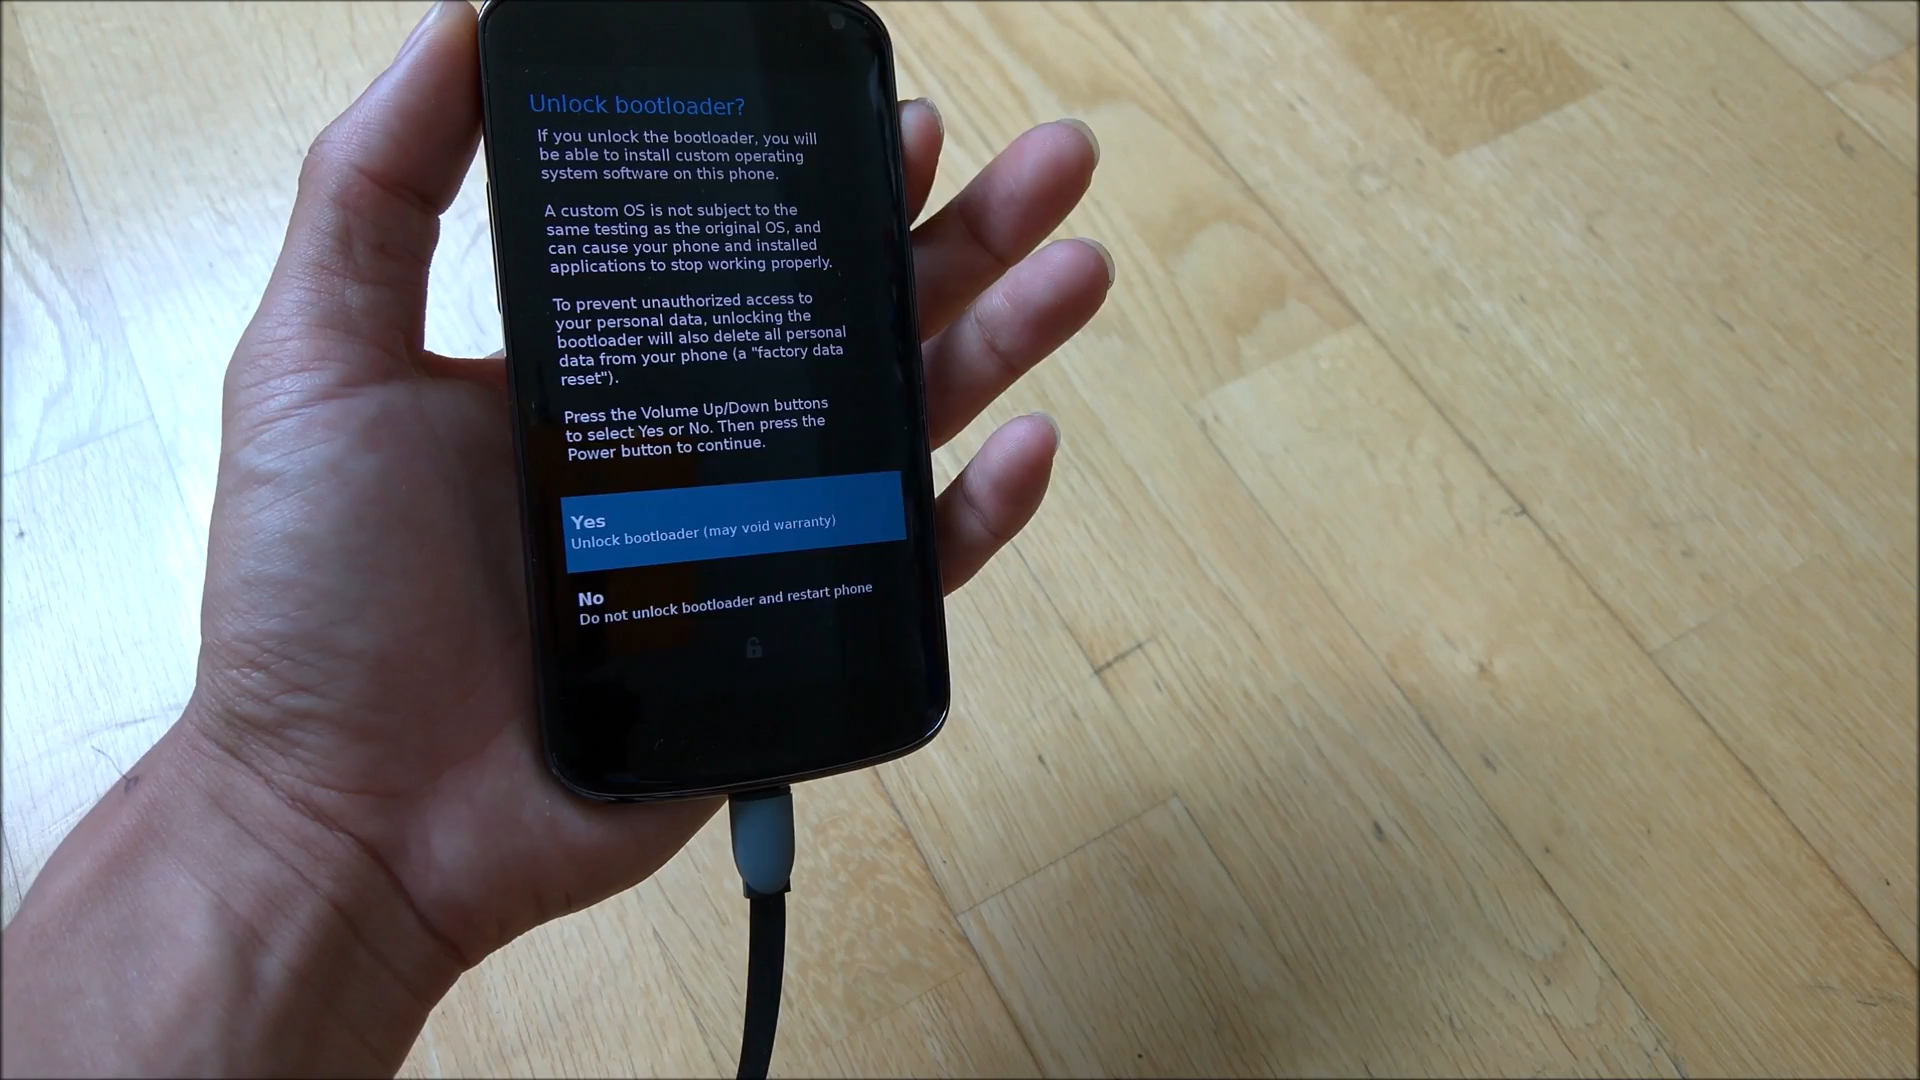 Unlock bootloader?
If you unlock the bootloader, you will
be able to install custom operating
system software on this phone.
A custom OS is not subject to the
same testing as the original OS, and
can cause your phone and installed
applications to stop working properly.
To prevent unauthorized access to
your personal data, unlocking the
bootloader will also delete all personal
data from your phone (a "factory data
reset").
Press the Volume Up/Down buttons
to select Yes or No. Then press the
Power button to continue.
Yes
Unlock bootloader (may void warranty)
No
Do not unlock bootloader and restart phone